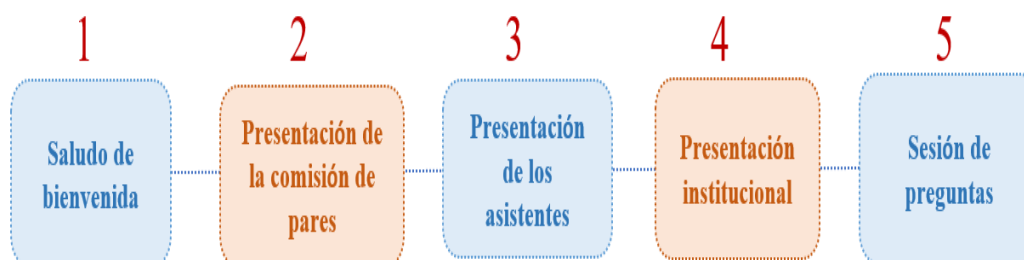 1
2
3
4
5
Saludo de
bienvenida
Presentación de
la comisión de
pares
Presentación
de los
asistentes
Presentación
institucional
Sesión de
preguntas